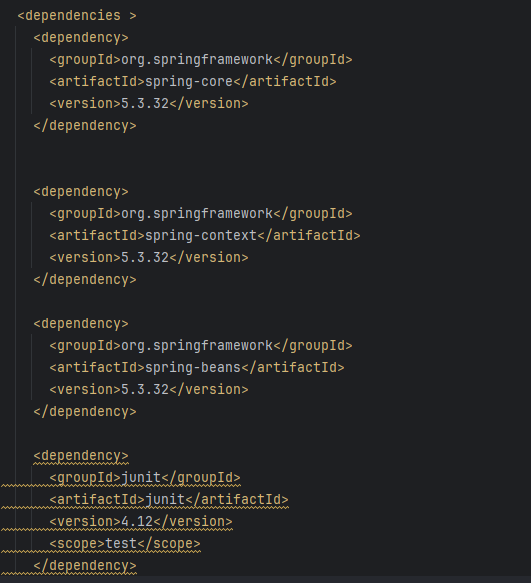 <dependencies >
<dependency>
<groupId>org.springframework</groupId>
<artifactId>spring-core</artifactId>
<version>5.3.32</version>
</dependency>
<dependency>
<groupId>org.springframework</groupId>
<artifactId>spring-context</artifactId>
<version>5.3.32</version>
</dependency>
<dependency>
<groupId>org.springframework</groupId>
<artifactId>spring-beans</artifactId>
<version>5.3.32</version>
</dependency>
<dependency>
<groupId>junit</groupId>
<artifactId>junit</artifactId>
<version>4.12</version>
<scope>test</scope>
</dependency>